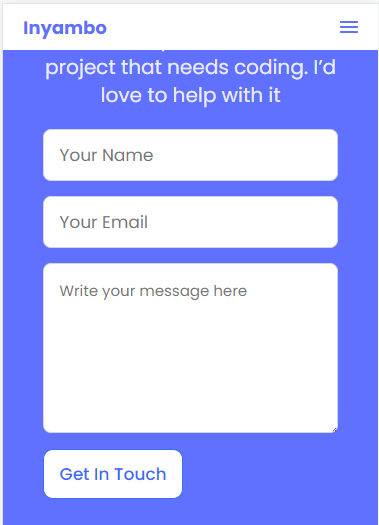 Inyambo
project that needs coding. I’d
love to help with it
Your Name
Your Email
Write your message here
Get In Touch